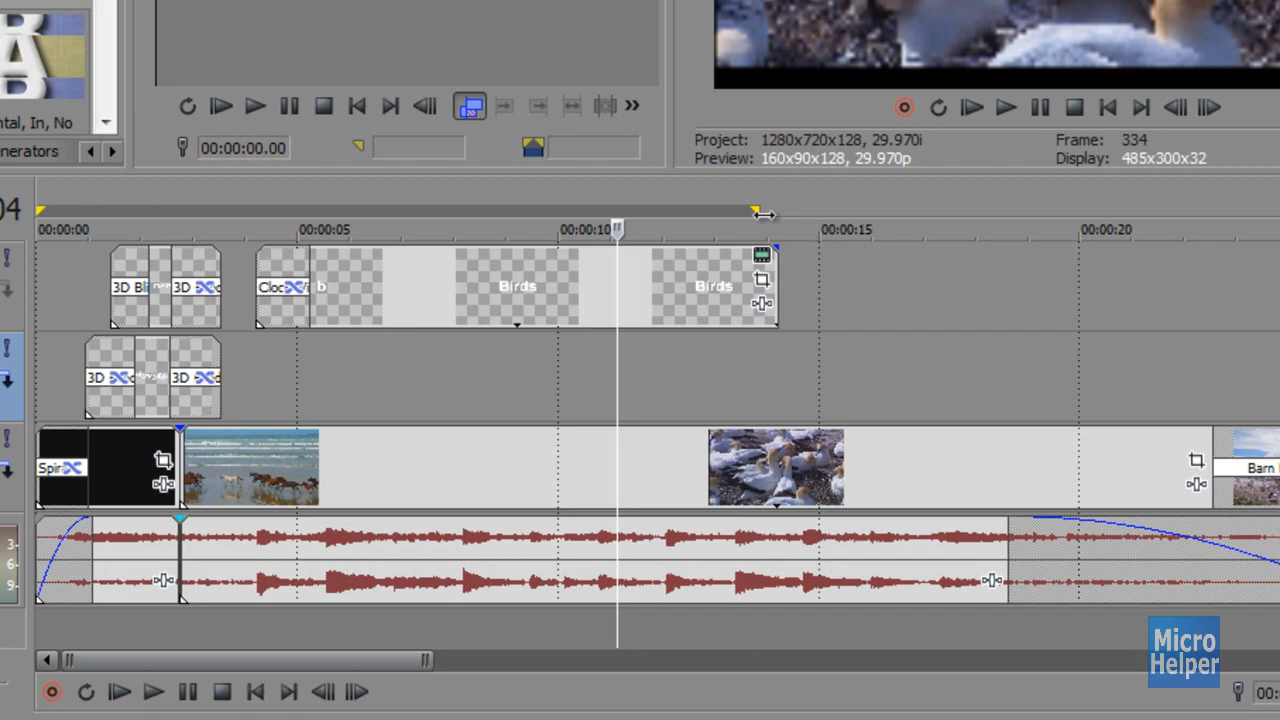 ntal, In, No
nerators
00:00:00.00
Project: 1280x720x128, 29.970i
Preview: 160x90x128, 29.970p
Frame: 334
Display: 485x300x32
04
00:00:00
00:00:05
00:00:10
00:00:15
00:00:20
3D Bli
3D
Cloc
b
Birds
Birds
3D
3D
Spir
Barn
3-
6-
9-
Micro
Helper
00: